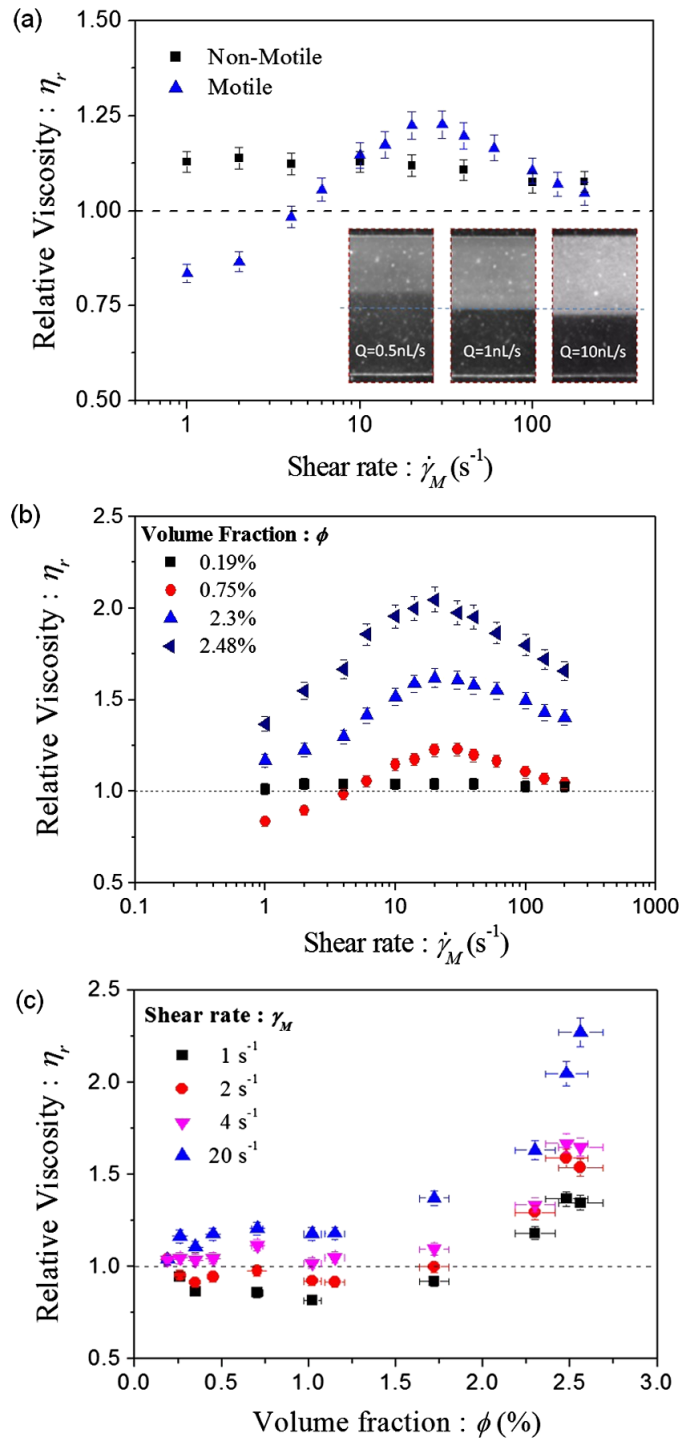 (a)
1.50
1.25
1.00
0.75
0.50
Relative Viscosity : ηr
Non-Motile
Motile
Q=0.5nL/s
Q=1nL/s
Q=10nL/s
1
10
100
Shear rate : γ̇M (s-1)
(b)
2.5
2.0
1.5
1.0
0.5
Relative Viscosity : ηr
Volume Fraction : ϕ
0.19%
0.75%
2.3%
2.48%
0.1
1
10
100
1000
Shear rate : γ̇M (s-1)
(c)
2.5
2.0
1.5
1.0
0.5
Relative Viscosity : ηr
Shear rate : γM
1 s-1
2 s-1
4 s-1
20 s-1
0.0
0.5
1.0
1.5
2.0
2.5
3.0
Volume fraction : ϕ (%)